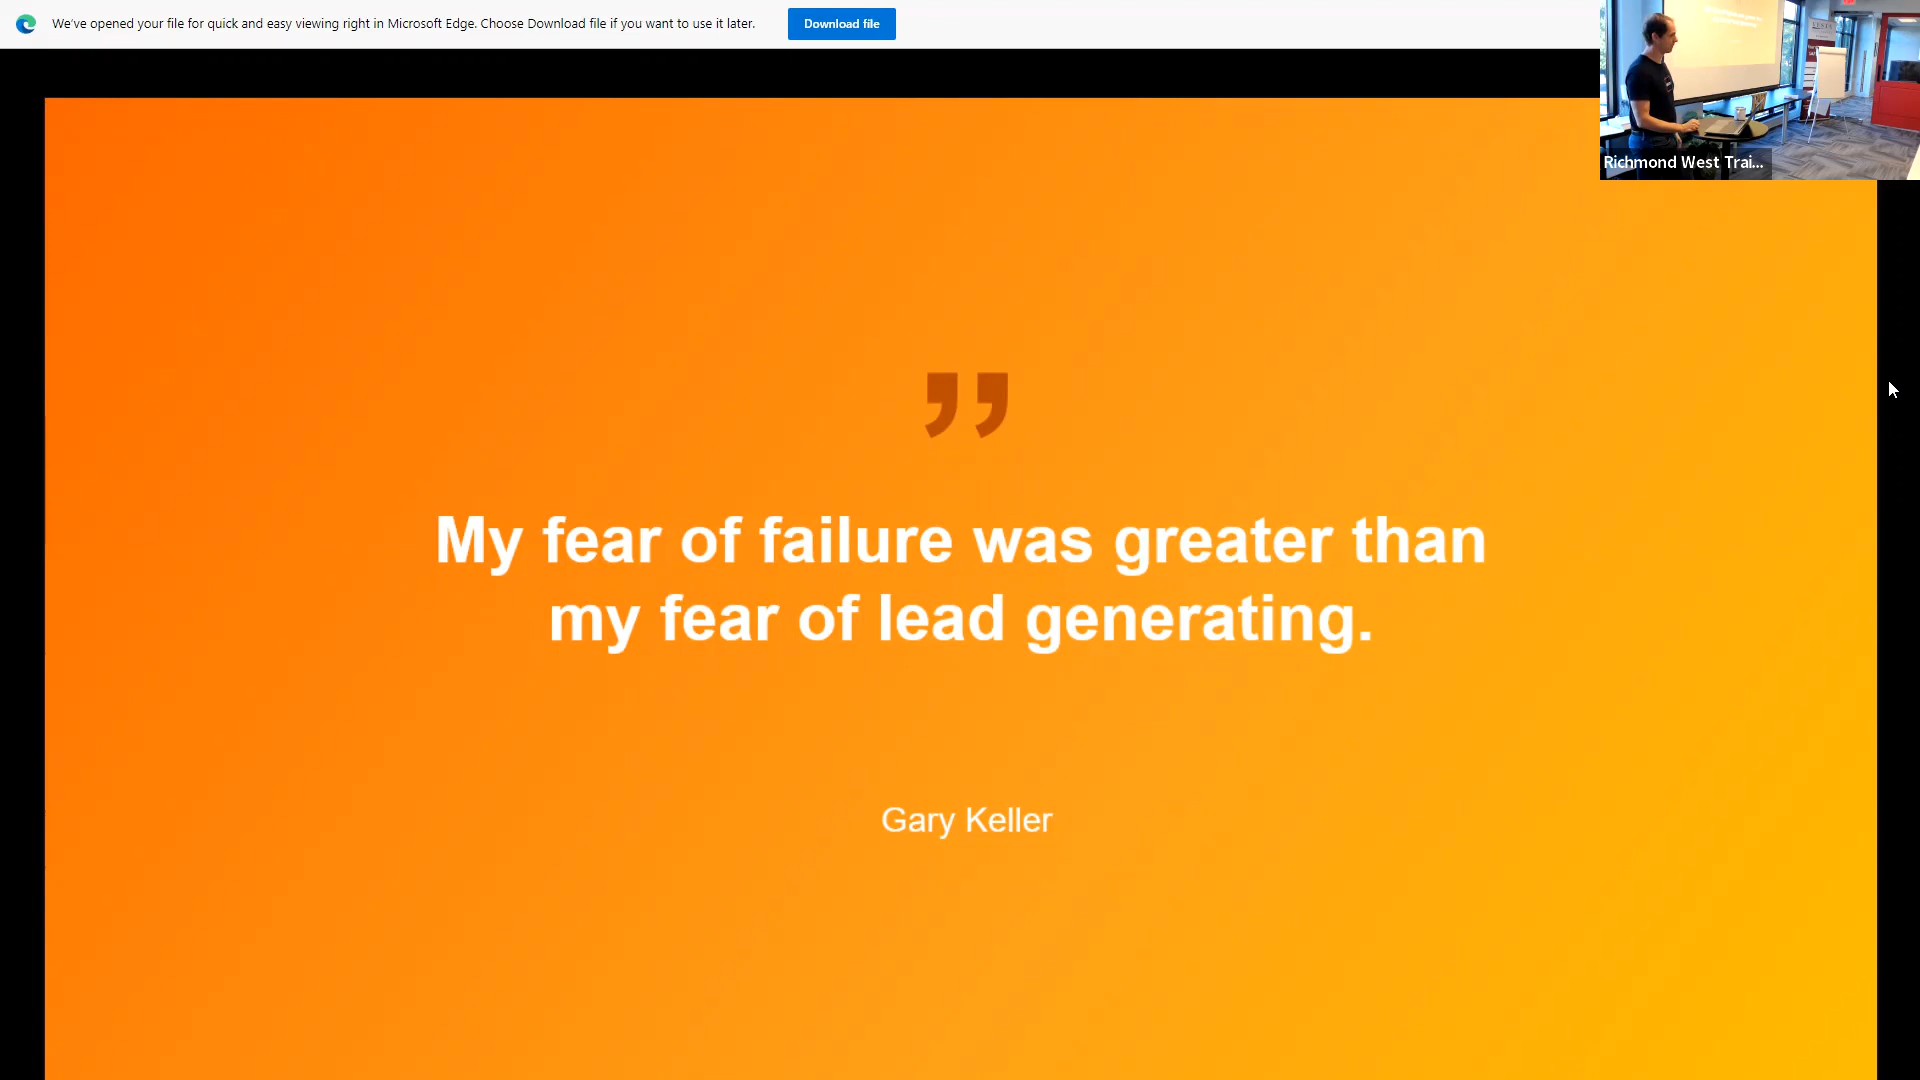 We've opened your file for quick and easy viewing right in Microsoft Edge. Choose Download file if you want to use it later.
Download file
Richmond West Trai...
”
My fear of failure was greater than
my fear of lead generating.
Gary Keller